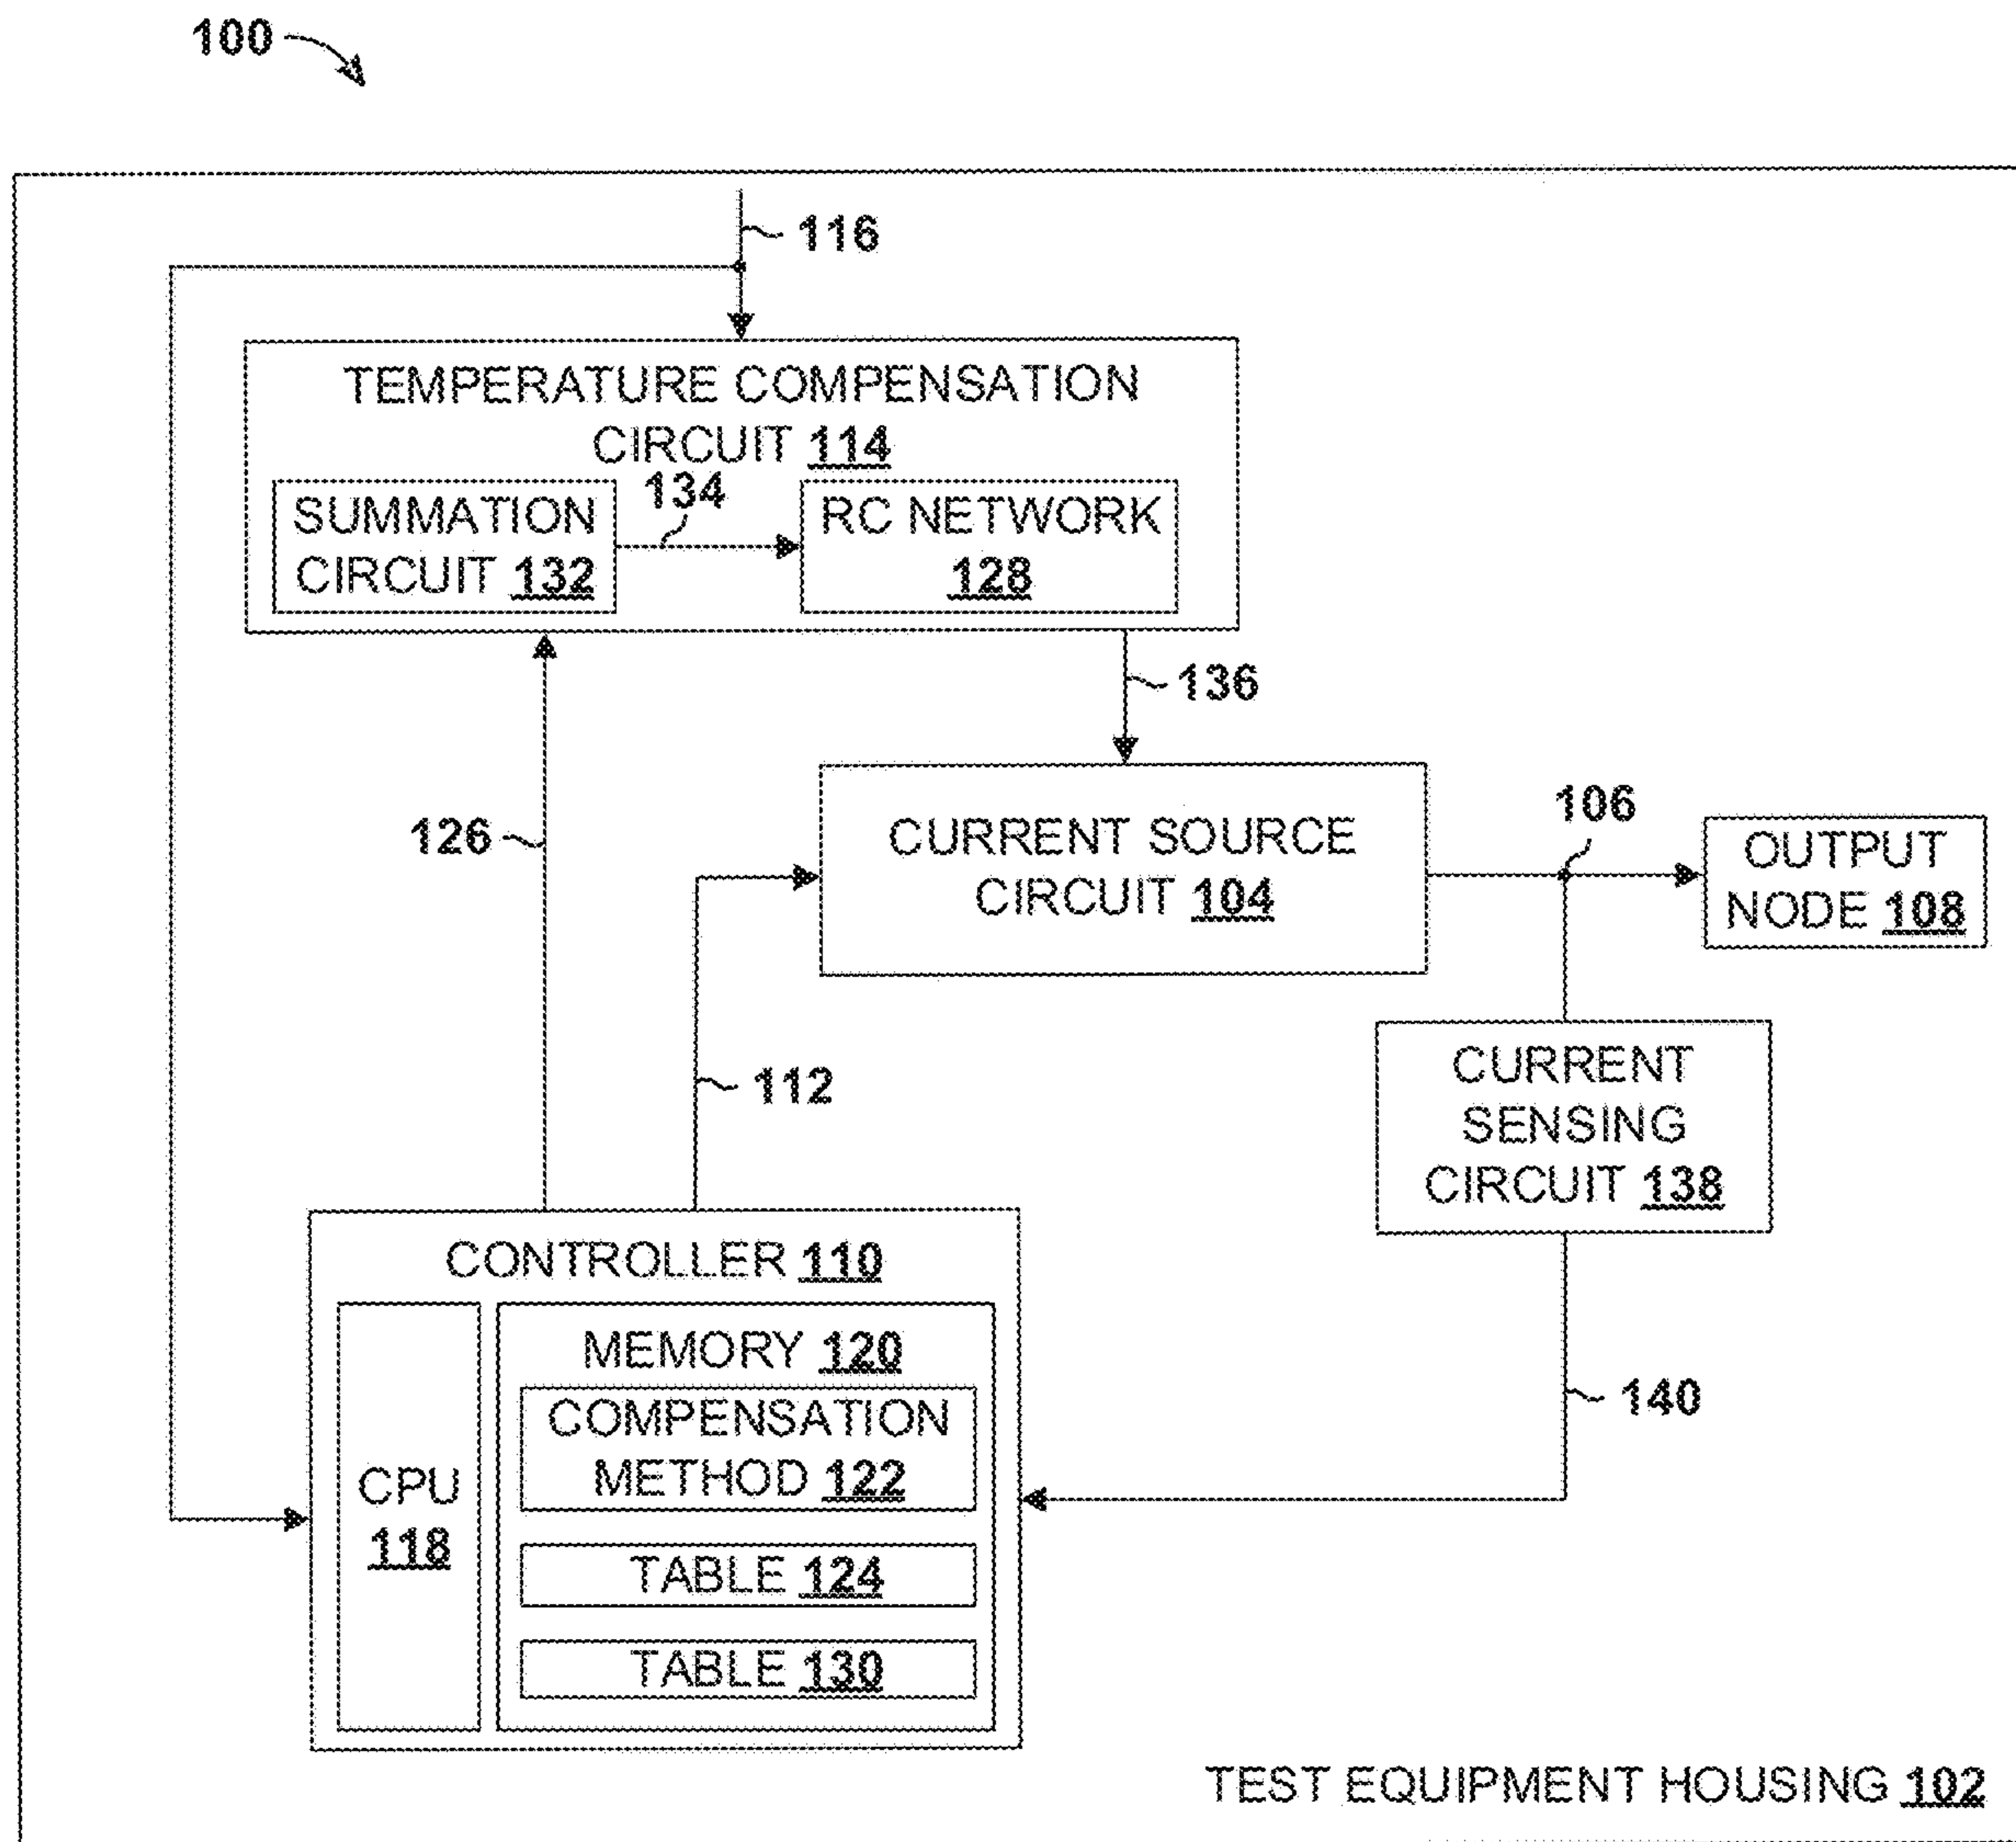 100
116
TEMPERATURE COMPENSATION
CIRCUIT 114
134
SUMMATION
CIRCUIT 132
RC NETWORK
128
136
126
CURRENT SOURCE
CIRCUIT 104
106
OUTPUT
NODE 108
112
CURRENT
SENSING
CIRCUIT 138
140
CONTROLLER 110
CPU
118
MEMORY 120
COMPENSATION
METHOD 122
TABLE 124
TABLE 130
TEST EQUIPMENT HOUSING 102